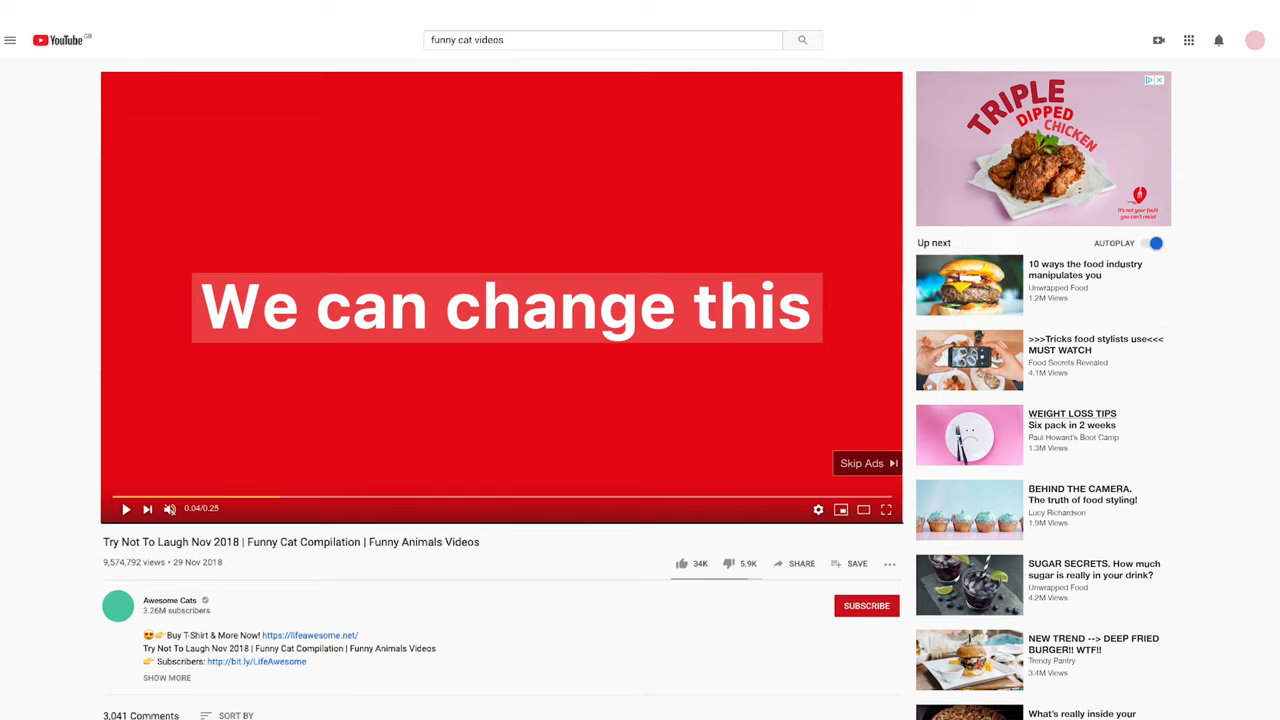 YouTube GB
funny cat videos
We can change this
Skip Ads
0.04/0.25
Try Not To Laugh Nov 2018 | Funny Cat Compilation | Funny Animals Videos
9,574,792 views • 29 Nov 2018
34K
5.9K
SHARE
SAVE
Awesome Cats
3.26M subscribers
SUBSCRIBE
😍👉Buy T-Shirt & More Now! https://lifeawesome.net/
Try Not To Laugh Nov 2018 | Funny Cat Compilation | Funny Animals Videos
👉 Subscribers: http://bit.ly/LifeAwesome
SHOW MORE
3,041 Comments
SORT BY
TRIPLE
DIPPED
CHICKEN
It's not your fault
you can't resist
Up next
AUTOPLAY
10 ways the food industry
manipulates you
Unwrapped Food
1.2M Views
>>>Tricks food stylists use<<<
MUST WATCH
Food Secrets Revealed
4.1M Views
WEIGHT LOSS TIPS
Six pack in 2 weeks
Paul Howard's Boot Camp
1.3M Views
BEHIND THE CAMERA.
The truth of food styling!
Lucy Richardson
1.9M Views
SUGAR SECRETS. How much
sugar is really in your drink?
Unwrapped Food
4.2M Views
NEW TREND --> DEEP FRIED
BURGER!! WTF!!
Trendy Pantry
3.4M Views
What's really inside your